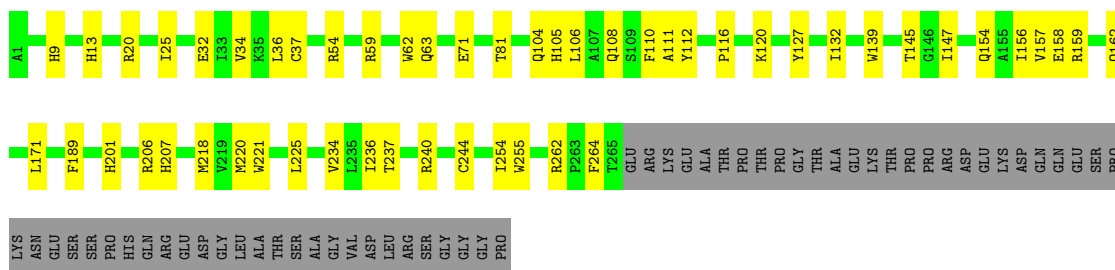 A1 H9 H13 R20 I25 E32 I33 V34 K35 L36 C37 R54 R59 W62 Q63 E71 T81 Q104 H105 L106 A107 Q108 S109 F110 A111 Y112 P116 K120 Y127 I132 W139 T145 G146 I147 Q154 A155 I156 V157 E158 R159 Q162
L171 F189 H201 R206 H207 M218 V219 M220 W221 L225 V234 L235 I236 T237 R240 C244 I254 W255 R262 P263 F264 T265 GLU ARG LYS GLU ALA THR PRO THR PRO GLY THR ALA GLU LYS THR PRO PRO ARG ASP GLU LYS ASP GLN GLN GLU SER PRO
LYS ASN GLU SER SER PRO HIS GLN ARG GLU ASP GLY LEU ALA THR SER ALA GLY VAL ASP LEU ARG SER GLY GLY GLY PRO